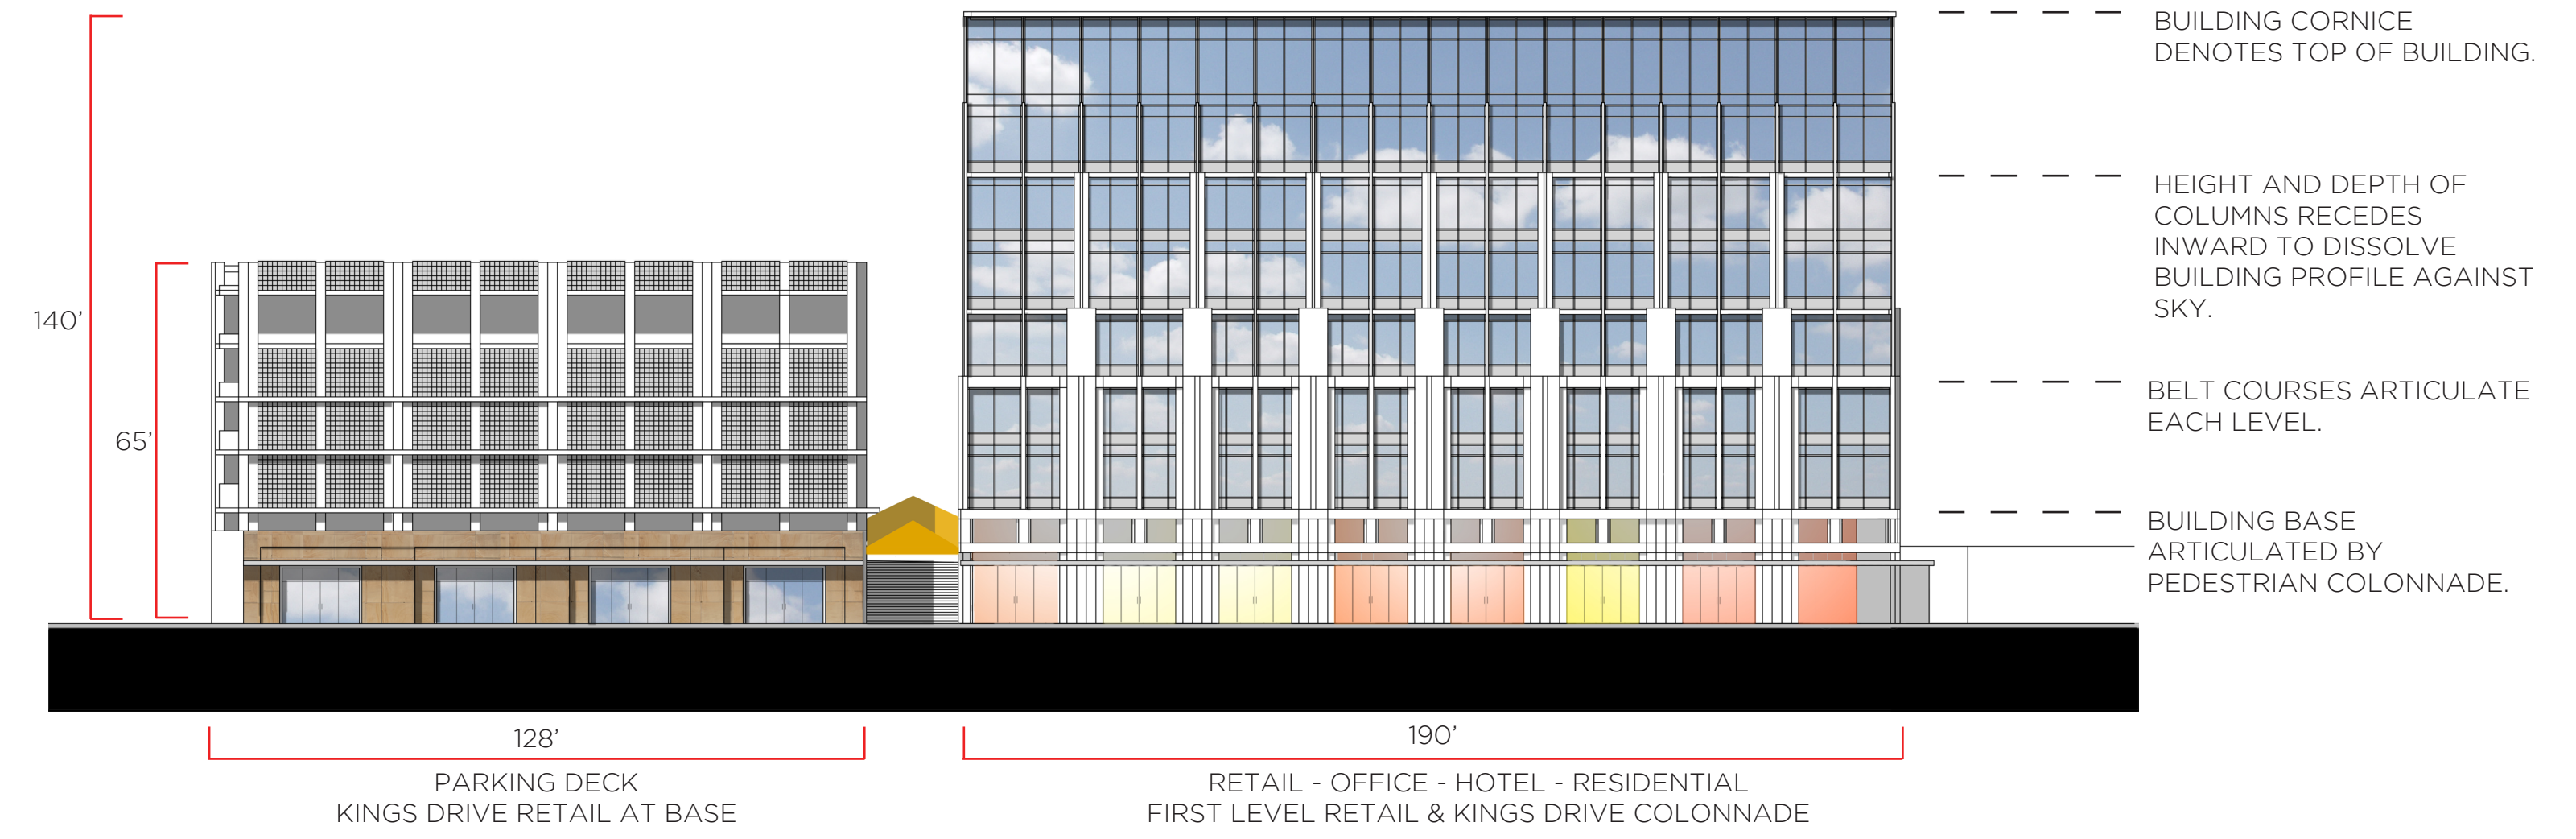 BUILDING CORNICE
DENOTES TOP OF BUILDING.
HEIGHT AND DEPTH OF
COLUMNS RECEDES
INWARD TO DISSOLVE
BUILDING PROFILE AGAINST
SKY.
140’
65’
BELT COURSES ARTICULATE
EACH LEVEL.
BUILDING BASE
ARTICULATED BY
PEDESTRIAN COLONNADE.
128’
PARKING DECK
KINGS DRIVE RETAIL AT BASE
190’
RETAIL - OFFICE - HOTEL - RESIDENTIAL
FIRST LEVEL RETAIL & KINGS DRIVE COLONNADE